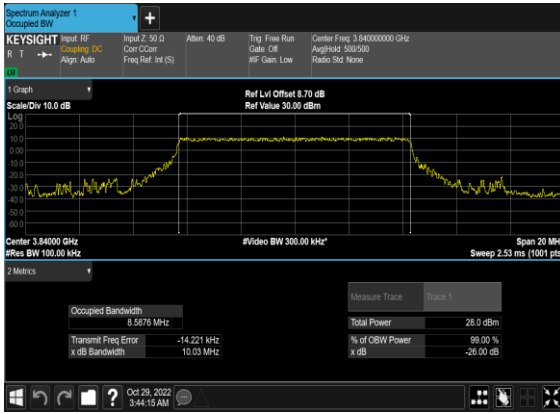 Spectrum Analyzer 1
Occupied BW
KEYSIGHT Input: RF Input Z: 50 Ω Atten: 40 dB Trig: Free Run Center Freq: 3.840000000 GHz
R T Coupling: DC Corr CCorr Gate: Off Avg|Hold: 500/500
Align: Auto Freq Ref: Int (S) #IF Gain: Low Radio Std: None
LW
1 Graph
Ref Lvl Offset 8.70 dB
Scale/Div 10.0 dB Ref Value 30.00 dBm
Log
20.0
10.0
0.00
-10.0
-20.0
-30.0
-40.0
-50.0
-60.0
Center 3.84000 GHz #Video BW 300.00 kHz* Span 20 MH
#Res BW 100.00 kHz Sweep 2.53 ms (1001 pts
2 Metrics
Measure Trace Trace 1
Occupied Bandwidth
8.5876 MHz Total Power 28.0 dBm
Transmit Freq Error -14.221 kHz % of OBW Power 99.00 %
x dB Bandwidth 10.03 MHz x dB -26.00 dB
Oct 29, 2022
3:44:15 AM